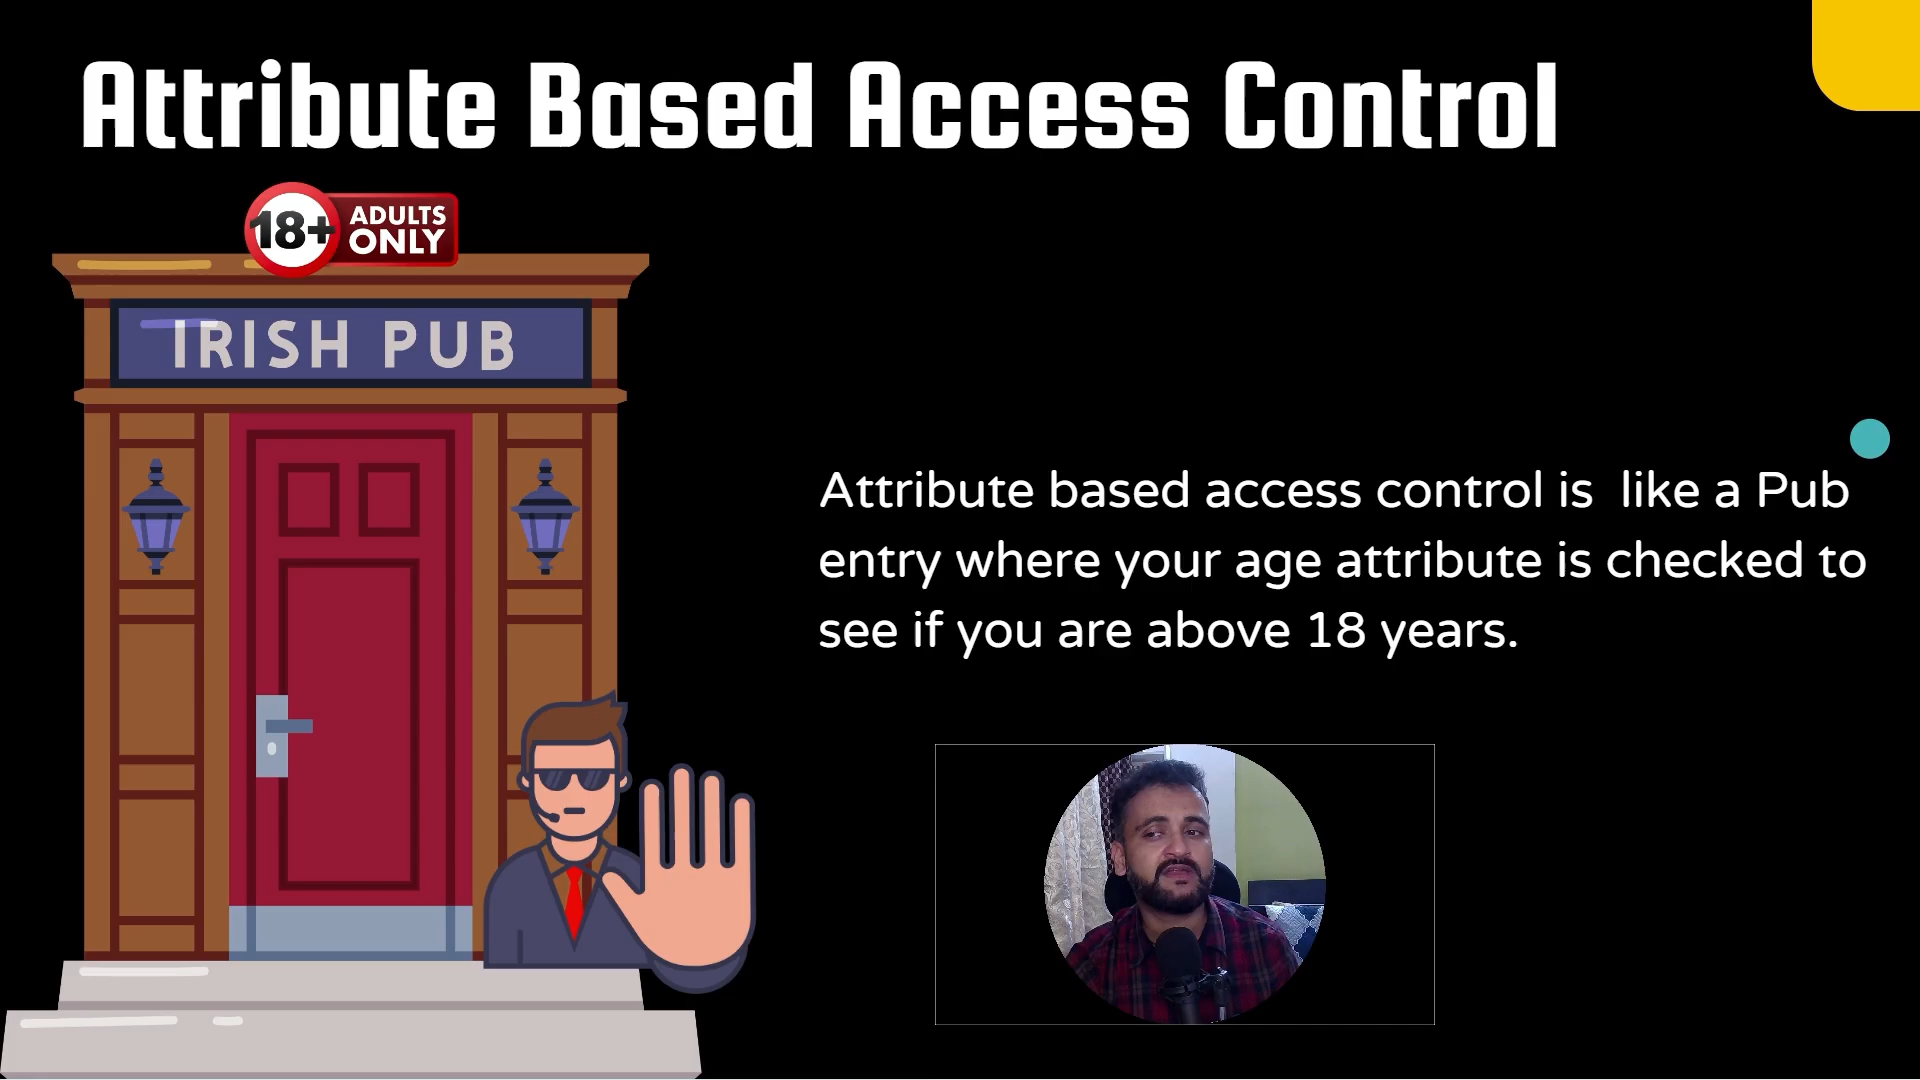 Attribute Based Access Control
18+ ADULTS
ONLY
IRISH PUB
Attribute based access control is  like a Pub
entry where your age attribute is checked to
see if you are above 18 years.